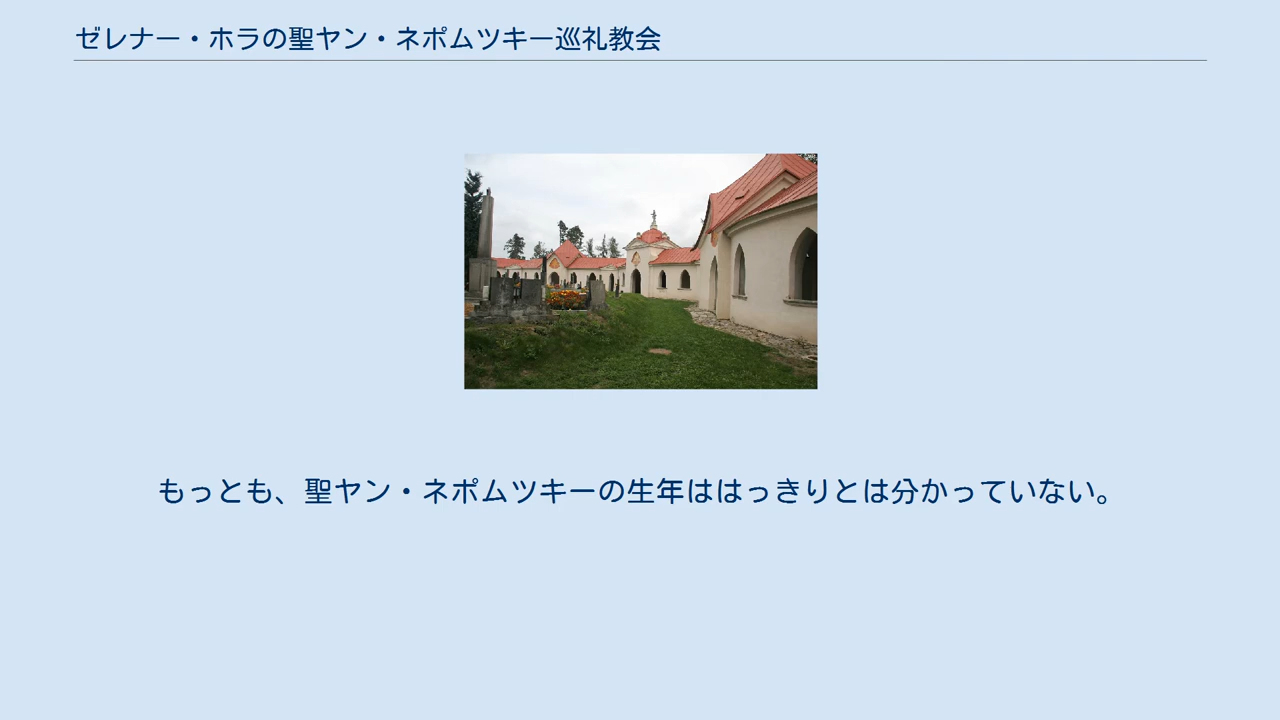 ゼレナー・ホラの聖ヤン・ネポムツキー巡礼教会
もっとも、聖ヤン・ネポムツキーの生年ははっきりとは分かっていない。